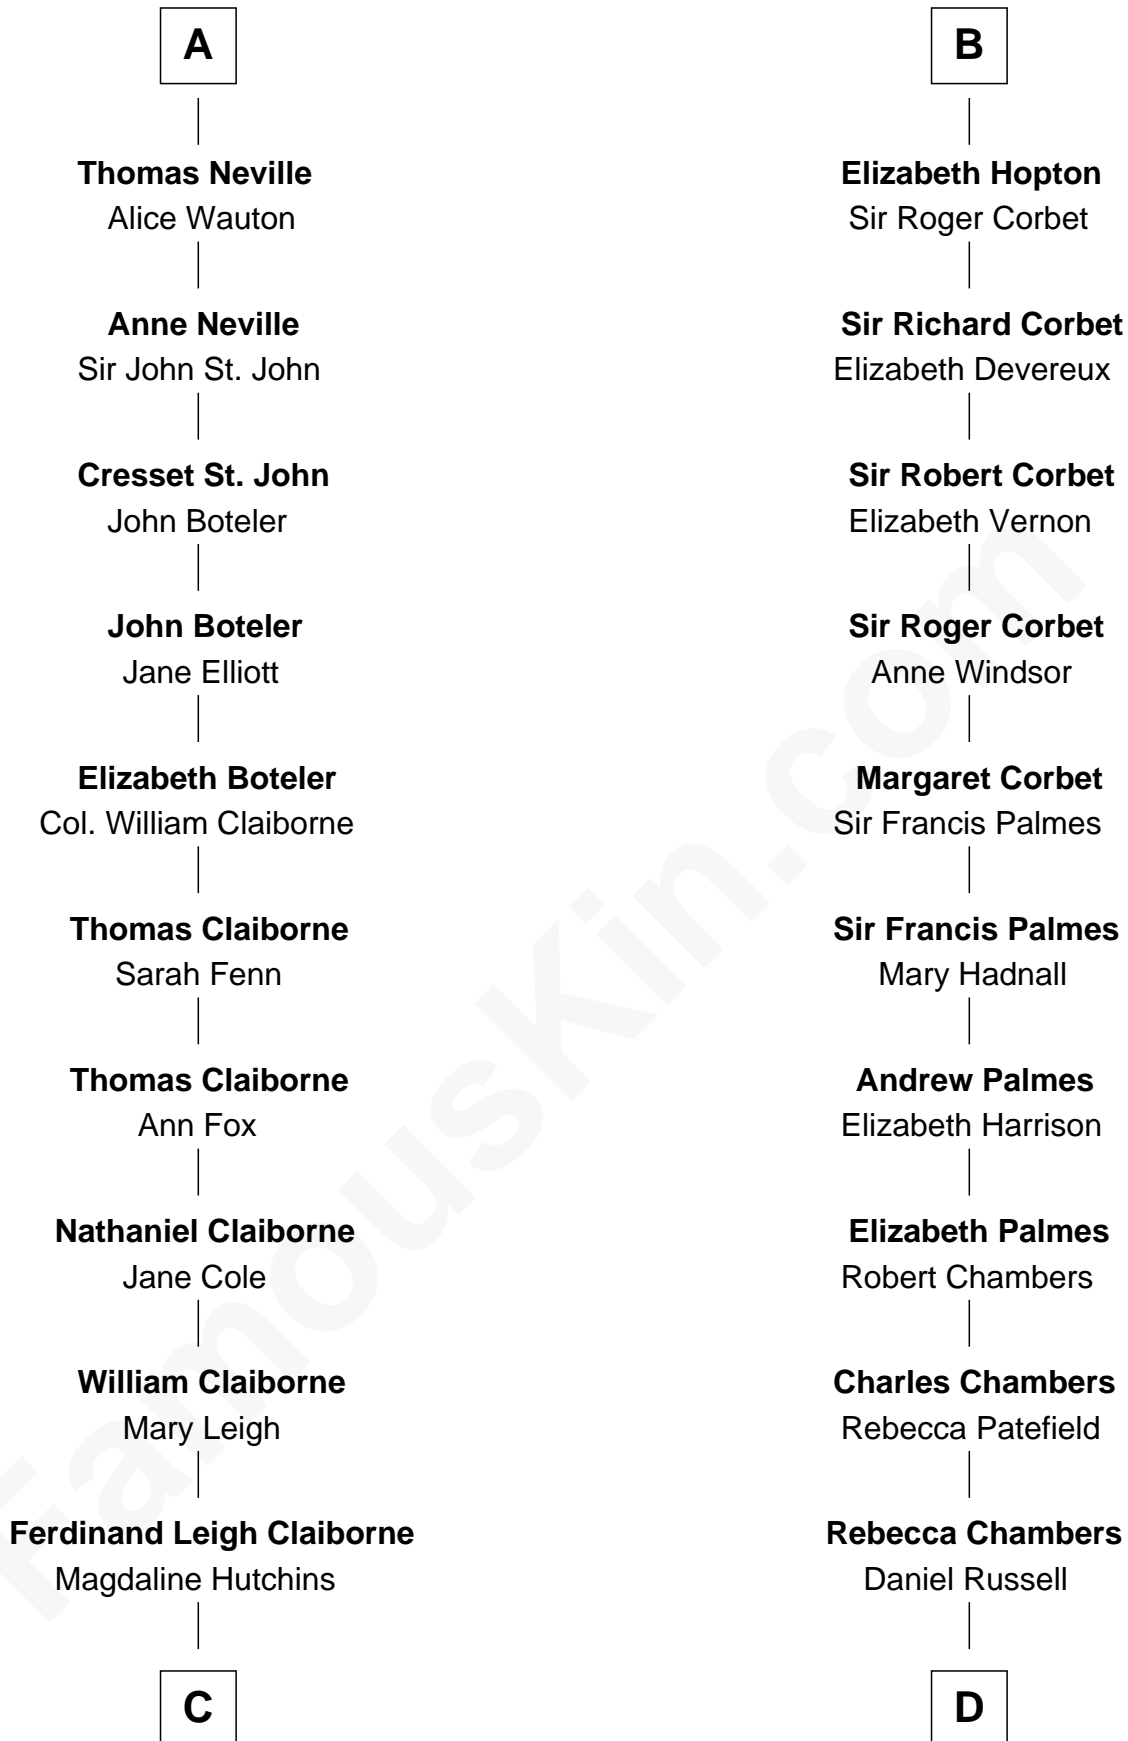 A
Thomas Neville
Alice Wauton
Anne Neville
Sir John St. John
Cresset St. John
John Boteler
John Boteler
Jane Elliott
Elizabeth Boteler
Col. William Claiborne
Thomas Claiborne
Sarah Fenn
Thomas Claiborne
Ann Fox
Nathaniel Claiborne
Jane Cole
William Claiborne
Mary Leigh
Ferdinand Leigh Claiborne
Magdaline Hutchins
C
B
Elizabeth Hopton
Sir Roger Corbet
Sir Richard Corbet
Elizabeth Devereux
Sir Robert Corbet
Elizabeth Vernon
Sir Roger Corbet
Anne Windsor
Margaret Corbet
Sir Francis Palmes
Sir Francis Palmes
Mary Hadnall
Andrew Palmes
Elizabeth Harrison
Elizabeth Palmes
Robert Chambers
Charles Chambers
Rebecca Patefield
Rebecca Chambers
Daniel Russell
D
FamousKin.com